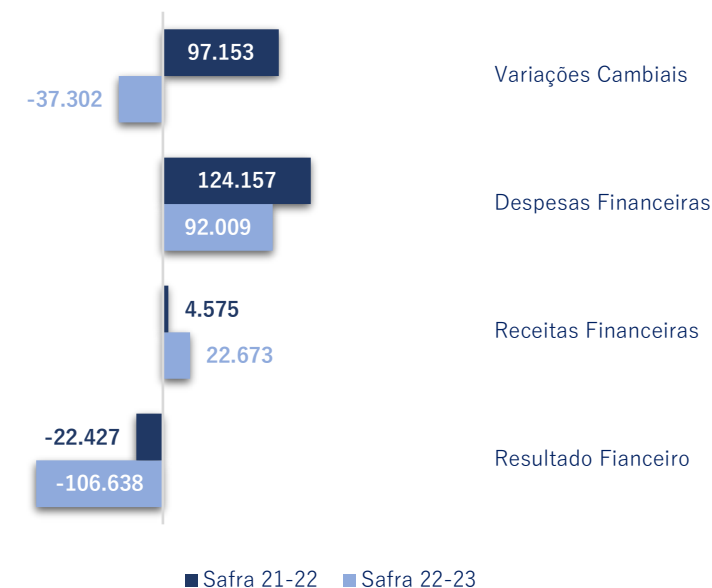 97.153
Variações Cambiais
-37.302
124.157
Despesas Financeiras
92.009
4.575
Receitas Financeiras
22.673
-22.427
Resultado Fianceiro
-106.638
Safra 21-22 Safra 22-23